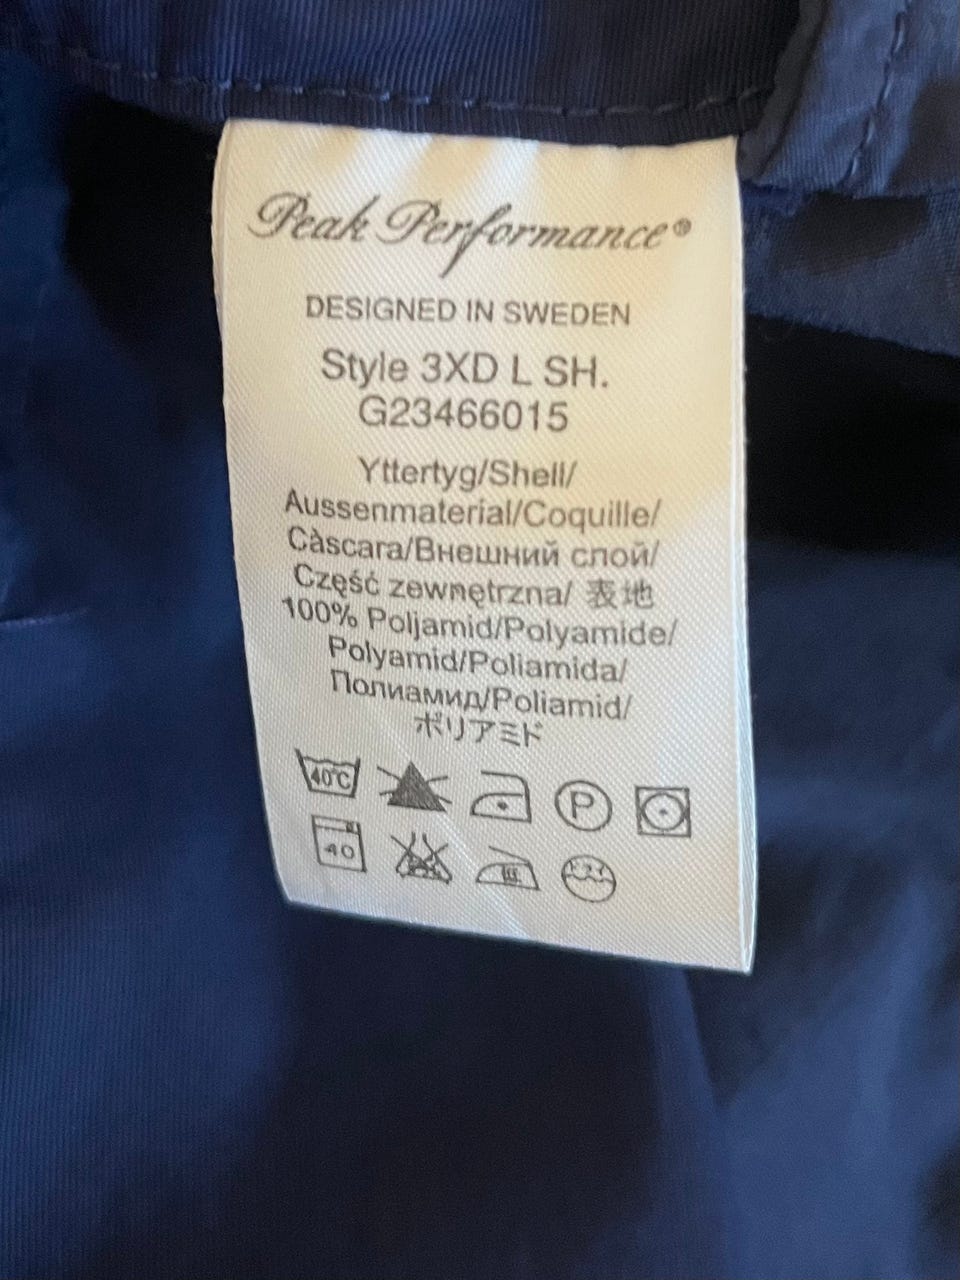 Peak Performance®
DESIGNED IN SWEDEN
Style 3XD L SH.
G23466015
Yttertyg/Shell/
Aussenmaterial/Coquille/
Càscara/Внешний слой/
Część zewnętrzna/ 表地
100% Poljamid/Polyamide/
Polyamid/Poliamida/
Полиамид/Poliamid/
ポリアミド
40°C P
40